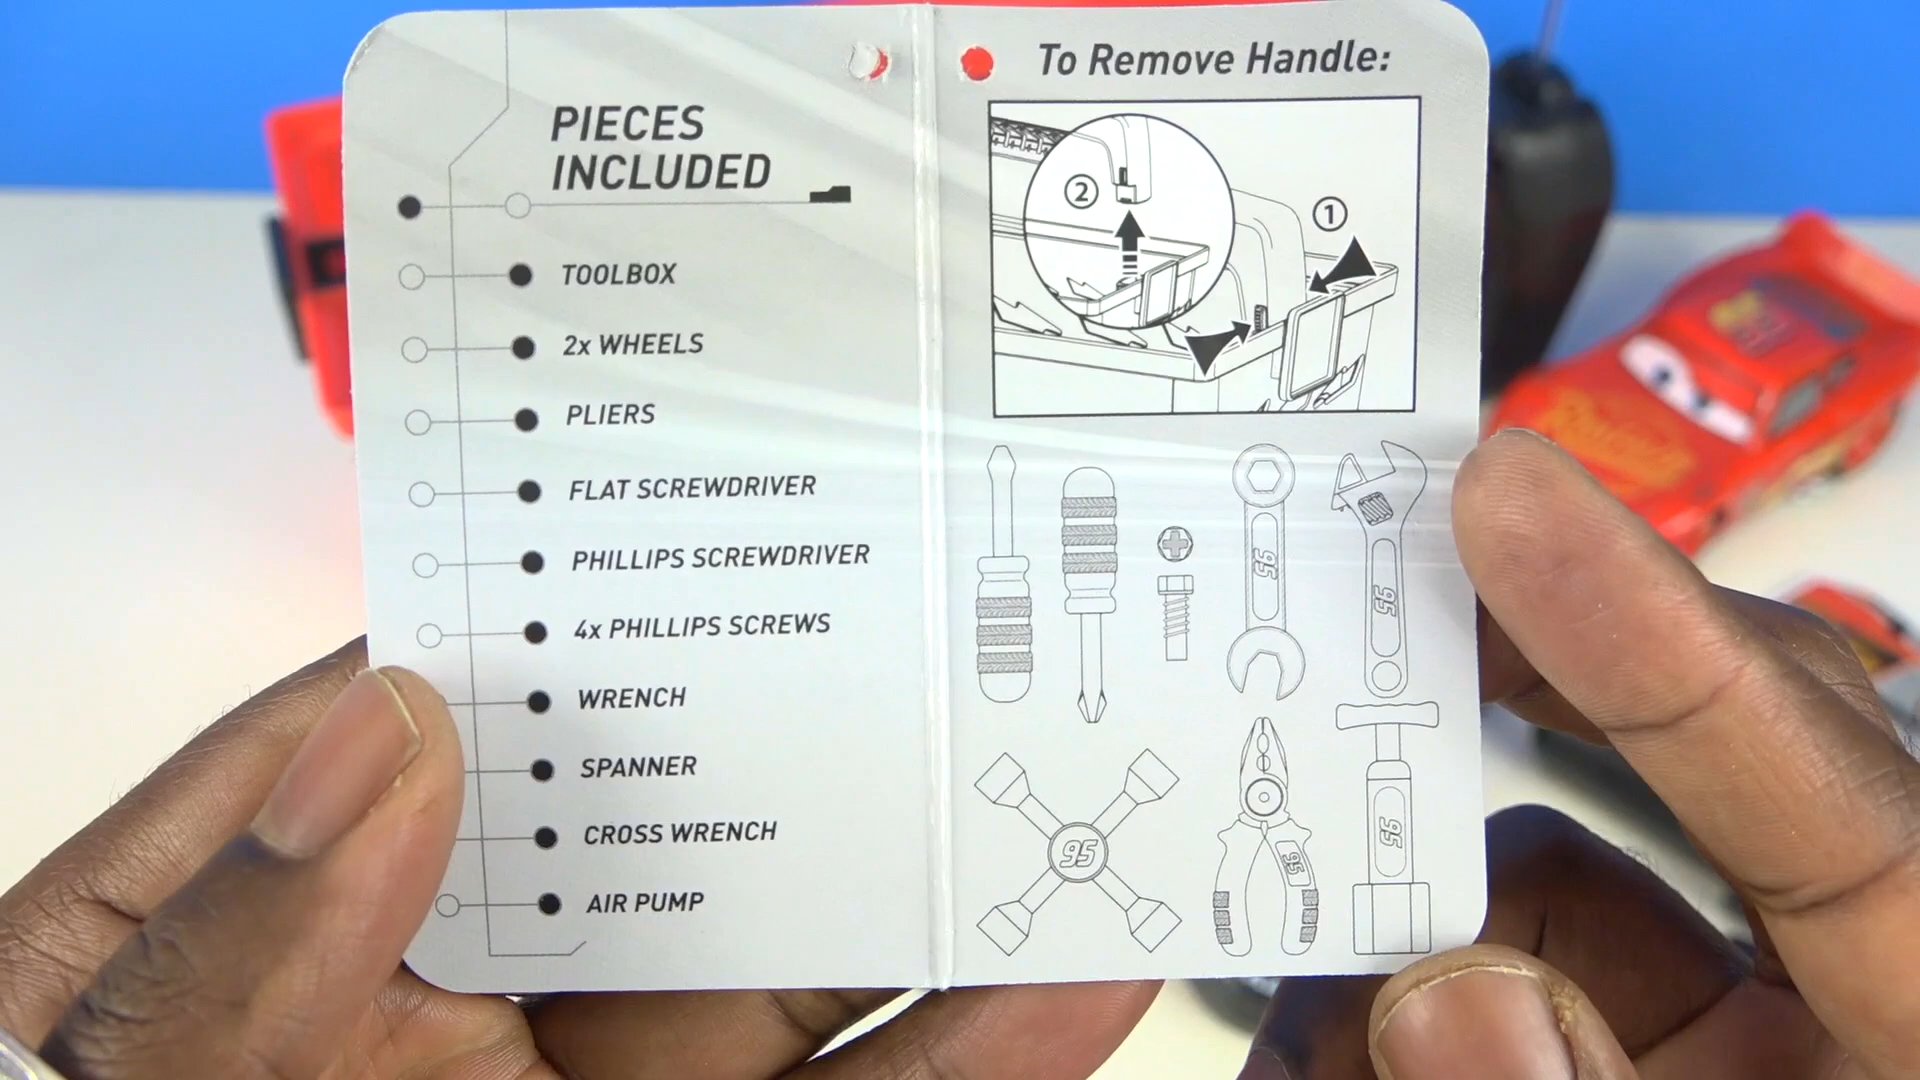 PIECES
INCLUDED
TOOLBOX
2x WHEELS
PLIERS
FLAT SCREWDRIVER
PHILLIPS SCREWDRIVER
4x PHILLIPS SCREWS
WRENCH
SPANNER
CROSS WRENCH
AIR PUMP
To Remove Handle:
2
1
95
95
95
95
95